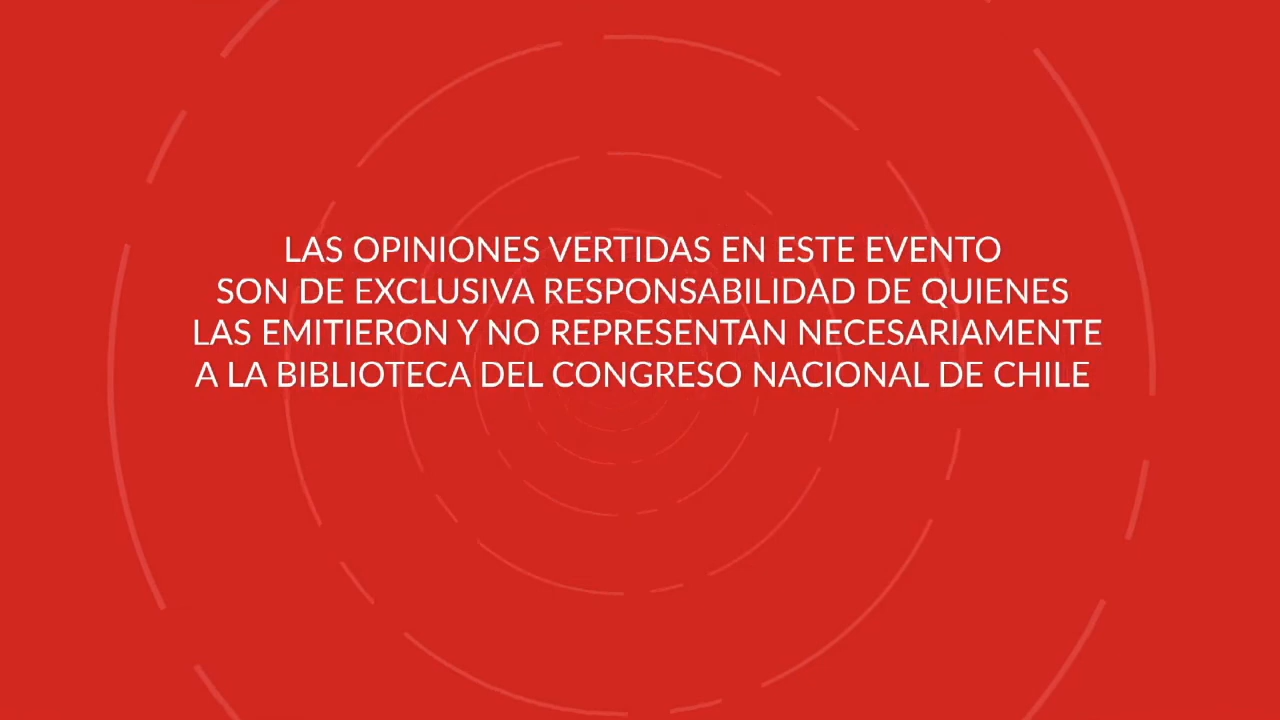 LAS OPINIONES VERTIDAS EN ESTE EVENTO
SON DE EXCLUSIVA RESPONSABILIDAD DE QUIENES
LAS EMITIERON Y NO REPRESENTAN NECESARIAMENTE
A LA BIBLIOTECA DEL CONGRESO NACIONAL DE CHILE